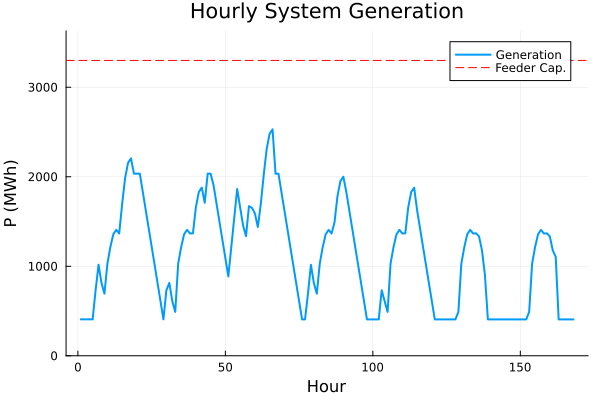 Hourly System Generation
Generation
Feeder Cap.
3000
2000
1000
0
P (MWh)
0 50 100 150
Hour